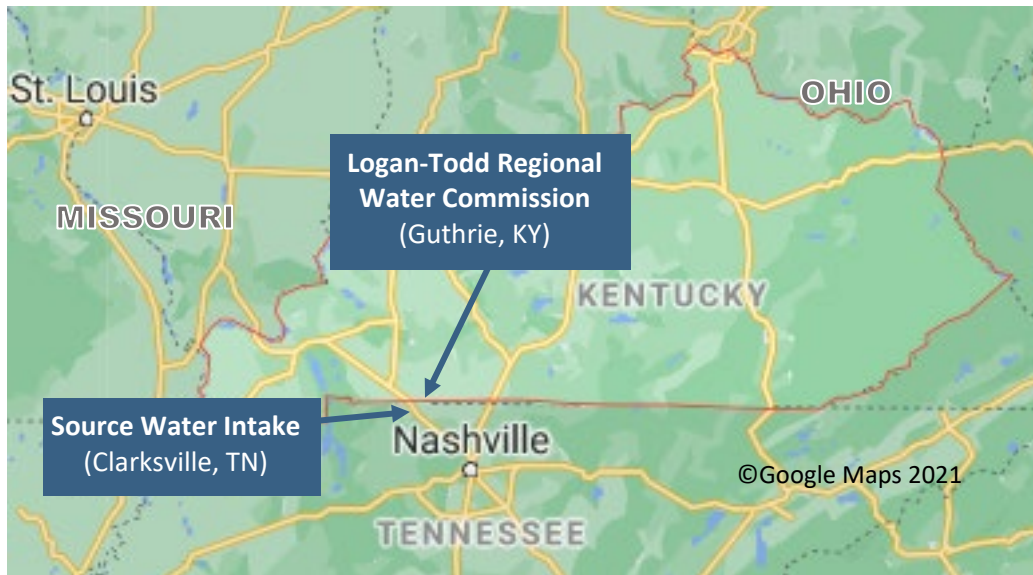 St. Louis
OHIO
Logan-Todd Regional
Water Commission
(Guthrie, KY)
MISSOURI
KENTUCKY
Source Water Intake
(Clarksville, TN)
Nashville
©Google Maps 2021
TENNESSEE